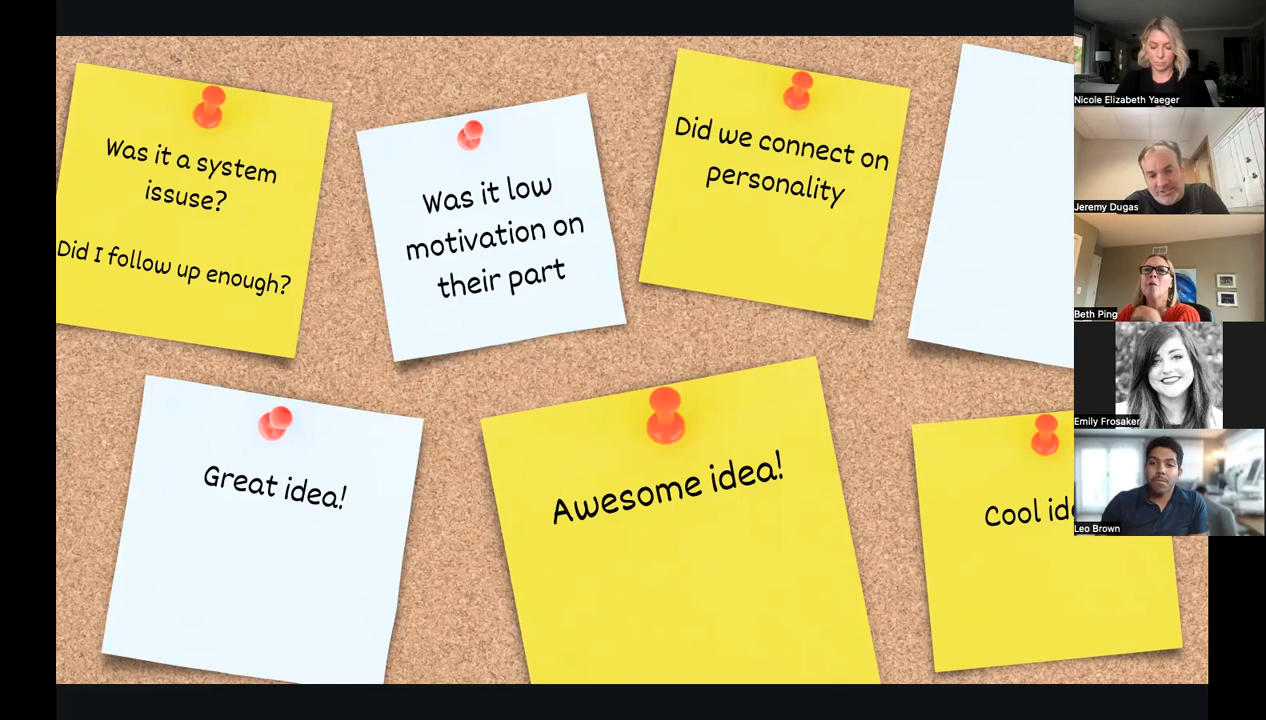 Was it a system
issuse?
Did I follow up enough?
Was it low
motivation on
their part
Did we connect on
personality
Great idea!
Awesome idea!
Cool
Nicole Elizabeth Yaeger
Jeremy Dugas
Beth Ping
Emily Frosaker
Leo Brown